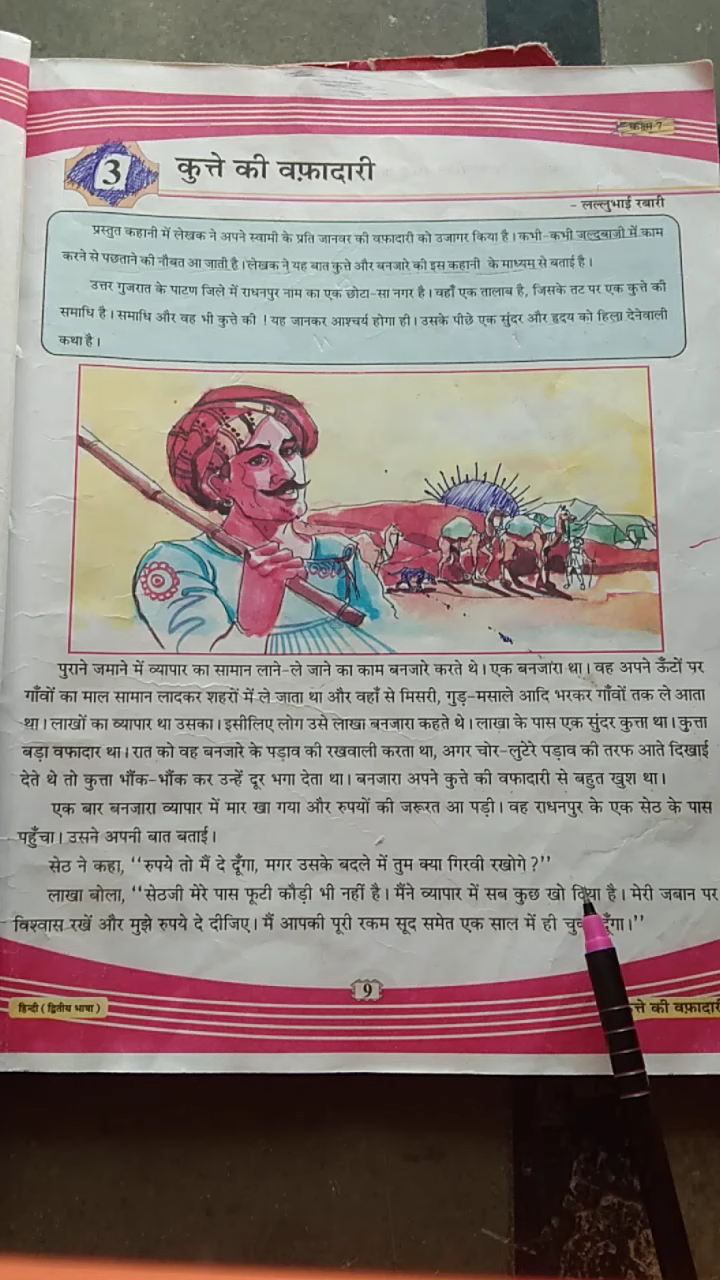 कक्षा 7
3 कुत्ते की वफ़ादारी
- लल्लुभाई रबारी
प्रस्तुत कहानी में लेखक ने अपने स्वामी के प्रति जानवर की वफ़ादारी को उजागर किया है। कभी-कभी जल्दबाजी में काम
करने से पछताने की नौबत आ जाती है। लेखक ने यह बात कुत्ते और बनजारे की इस कहानी के माध्यम से बताई है।
उत्तर गुजरात के पाटण जिले में राधनपुर नाम का एक छोटा-सा नगर है। वहाँ एक तालाब है, जिसके तट पर एक कुत्ते की
समाधि है। समाधि और वह भी कुत्ते की ! यह जानकर आश्चर्य होगा ही। उसके पीछे एक सुंदर और हृदय को हिला देनेवाली
कथा है।
पुराने जमाने में व्यापार का सामान लाने-ले जाने का काम बनजारे करते थे। एक बनजारा था। वह अपने ऊँटों पर
गाँवों का माल सामान लादकर शहरों में ले जाता था और वहाँ से मिसरी, गुड़-मसाले आदि भरकर गाँवों तक ले आता
था। लाखों का व्यापार था उसका। इसीलिए लोग उसे लाखा बनजारा कहते थे। लाखा के पास एक सुंदर कुत्ता था। कुत्ता
बड़ा वफादार था। रात को वह बनजारे के पड़ाव की रखवाली करता था, अगर चोर-लुटेरे पड़ाव की तरफ आते दिखाई
देते थे तो कुत्ता भौंक-भौंक कर उन्हें दूर भगा देता था। बनजारा अपने कुत्ते की वफादारी से बहुत खुश था।
एक बार बनजारा व्यापार में मार खा गया और रुपयों की जरूरत आ पड़ी। वह राधनपुर के एक सेठ के पास
पहुँचा। उसने अपनी बात बताई।
सेठ ने कहा, ‘‘रुपये तो मैं दे दूँगा, मगर उसके बदले में तुम क्या गिरवी रखोगे ?’’
लाखा बोला, ‘‘सेठजी मेरे पास फूटी कौड़ी भी नहीं है। मैंने व्यापार में सब कुछ खो दिया है। मेरी जबान पर
विश्वास रखें और मुझे रुपये दे दीजिए। मैं आपकी पूरी रकम सूद समेत एक साल में ही दूँगा।’’
9
हिन्दी (द्वितीय भाषा)
की वफ़ादारी